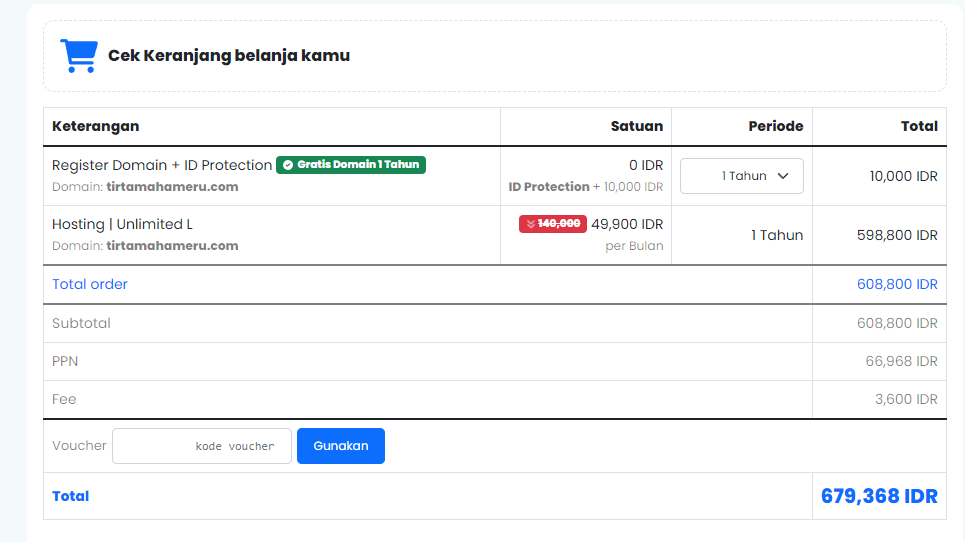 Cek Keranjang belanja kamu
Keterangan Satuan Periode Total
Register Domain + ID Protection Gratis Domain 1 Tahun 0 IDR 1 Tahun 10,000 IDR
Domain: tirtamahameru.com ID Protection + 10,000 IDR
Hosting | Unlimited L 140,000 49,900 IDR 1 Tahun 598,800 IDR
Domain: tirtamahameru.com per Bulan
Total order 608,800 IDR
Subtotal 608,800 IDR
PPN 66,968 IDR
Fee 3,600 IDR
Voucher kode voucher Gunakan
Total 679,368 IDR